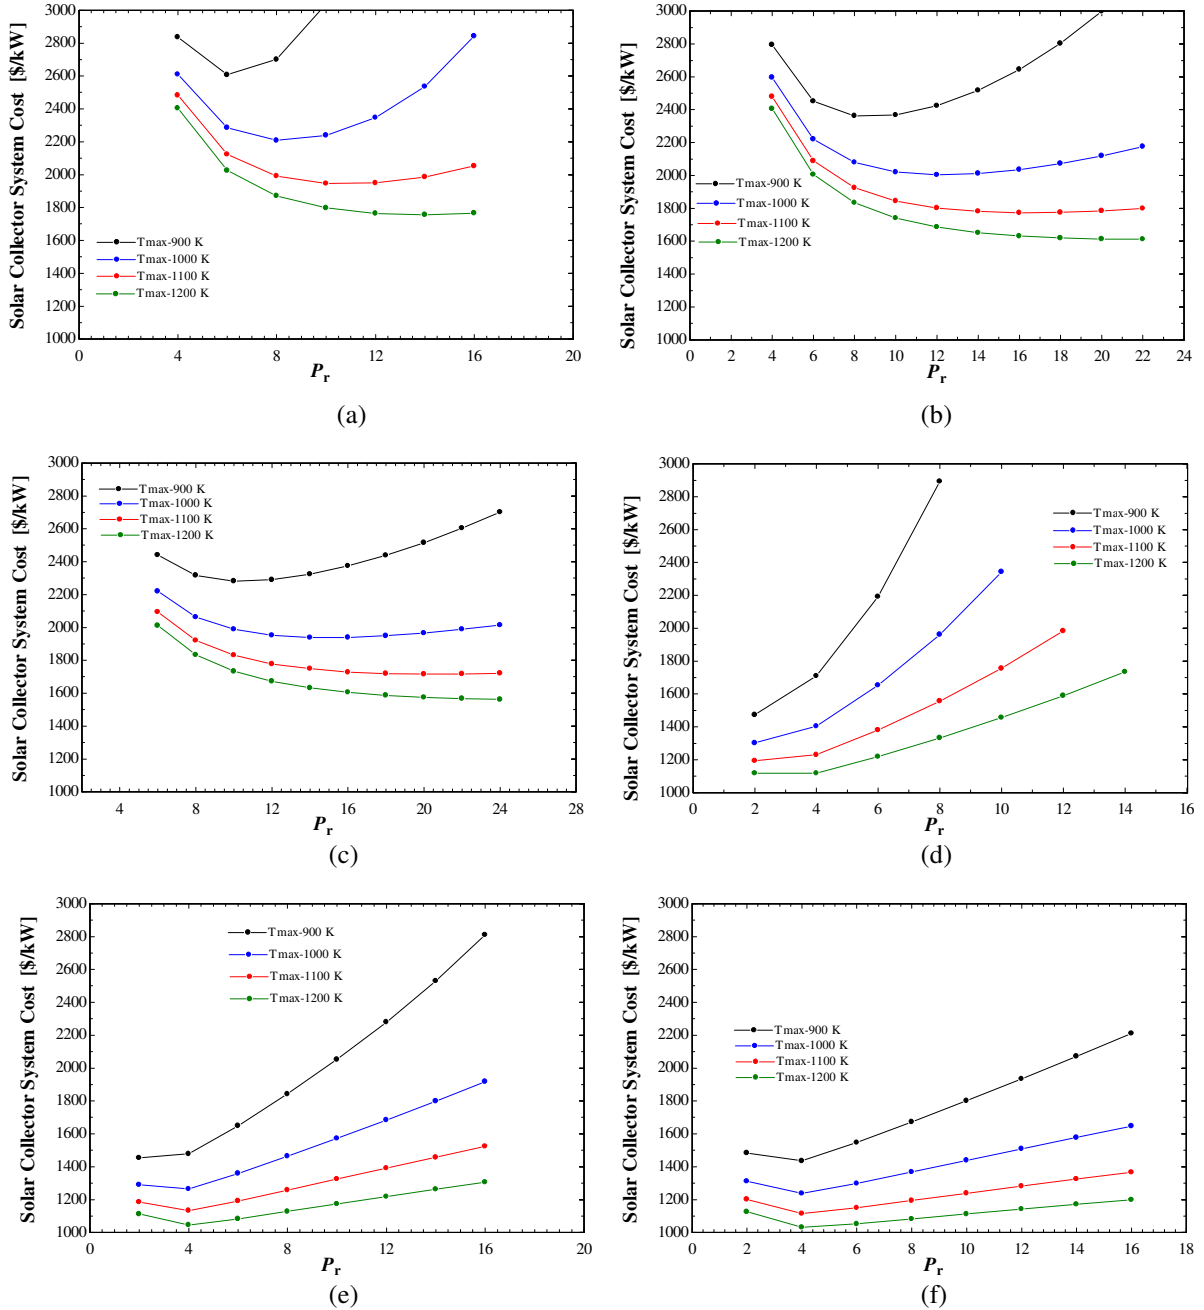 Solar Collector System Cost [$/kW]
3000
2800
2600
2400
2200
2000
1800
1600
1400
1200
1000
Tmax-900 K
Tmax-1000 K
Tmax-1100 K
Tmax-1200 K
0 4 8 12 16 20
Pr
(a)
Solar Collector System Cost [$/kW]
3000
2800
2600
2400
2200
2000
1800
1600
1400
1200
1000
Tmax-900 K
Tmax-1000 K
Tmax-1100 K
Tmax-1200 K
0 2 4 6 8 10 12 14 16 18 20 22 24
Pr
(b)
Solar Collector System Cost [$/kW]
3000
2800
2600
2400
2200
2000
1800
1600
1400
1200
1000
Tmax-900 K
Tmax-1000 K
Tmax-1100 K
Tmax-1200 K
4 8 12 16 20 24 28
Pr
(c)
Solar Collector System Cost [$/kW]
3000
2800
2600
2400
2200
2000
1800
1600
1400
1200
1000
Tmax-900 K
Tmax-1000 K
Tmax-1100 K
Tmax-1200 K
0 2 4 6 8 10 12 14 16
Pr
(d)
Solar Collector System Cost [$/kW]
3000
2800
2600
2400
2200
2000
1800
1600
1400
1200
1000
Tmax-900 K
Tmax-1000 K
Tmax-1100 K
Tmax-1200 K
0 4 8 12 16 20
Pr
(e)
Solar Collector System Cost [$/kW]
3000
2800
2600
2400
2200
2000
1800
1600
1400
1200
1000
Tmax-900 K
Tmax-1000 K
Tmax-1100 K
Tmax-1200 K
0 2 4 6 8 10 12 14 16 18
Pr
(f)